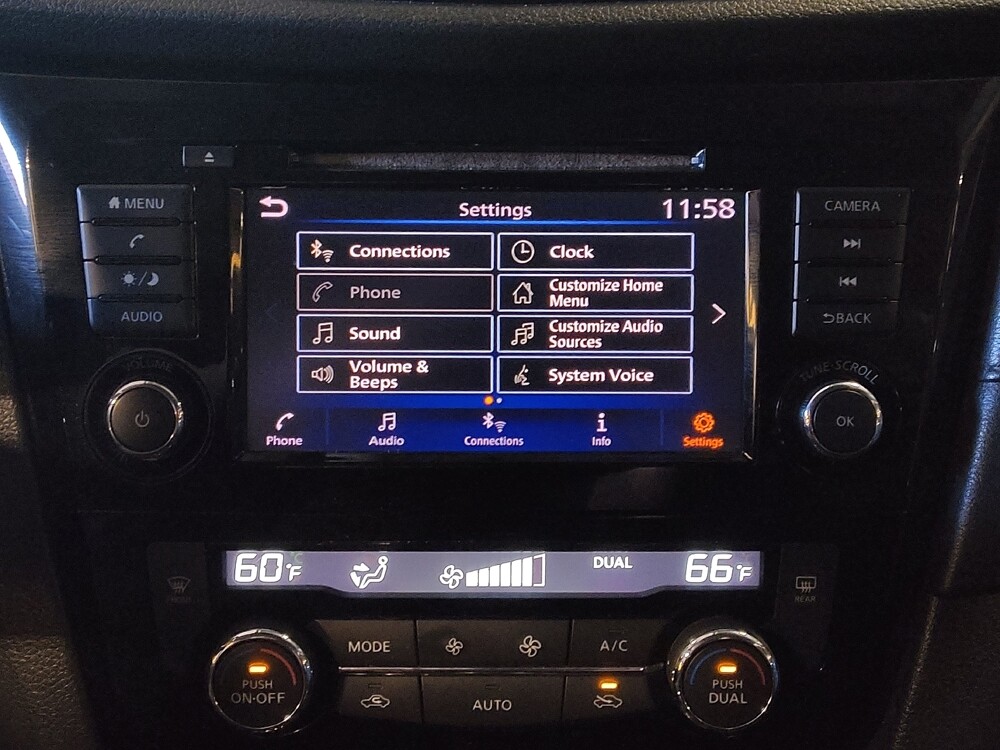 MENU
AUDIO
VOLUME
Settings
11:58
Connections
Clock
Phone
Customize Home
Menu
Sound
Customize Audio
Sources
Volume &
Beeps
System Voice
Phone
Audio
Connections
Info
Settings
CAMERA
BACK
TUNE·SCROLL
OK
60°F
DUAL
66°F
REAR
MODE
A/C
PUSH
ON·OFF
AUTO
PUSH
DUAL